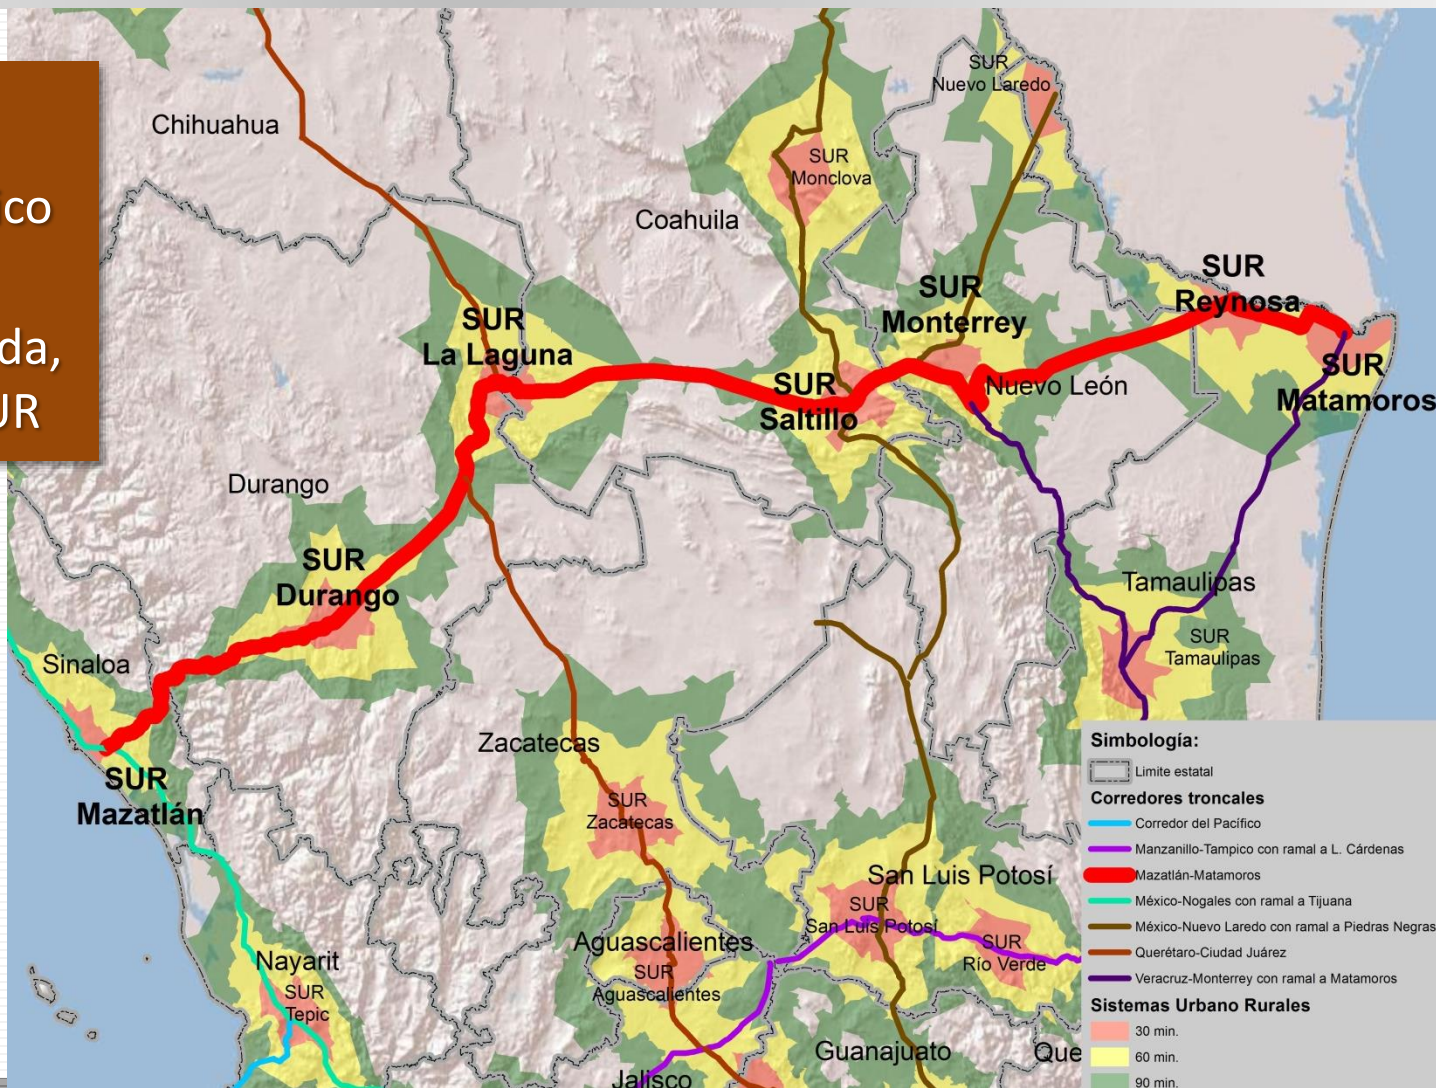 ico
da,
UR
Chihuahua
SUR
Nuevo Laredo
SUR
Monclova
Coahuila
SUR
Reynosa
SUR
Monterrey
SUR
La Laguna
SUR
Matamoros
SUR
Saltillo
Nuevo León
Durango
SUR
Durango
Tamaulipas
SUR
Tamaulipas
Sinaloa
SUR
Mazatlán
Zacatecas
SUR
Zacatecas
San Luis Potosí
SUR
San Luis Potosí
SUR
Río Verde
Aguascalientes
SUR
Aguascalientes
Nayarit
SUR
Tepic
Guanajuato
Que
Jalisco
Simbología:
Limite estatal
Corredores troncales
Corredor del Pacífico
Manzanillo-Tampico con ramal a L. Cárdenas
Mazatlán-Matamoros
México-Nogales con ramal a Tijuana
México-Nuevo Laredo con ramal a Piedras Negras
Querétaro-Ciudad Juárez
Veracruz-Monterrey con ramal a Matamoros
Sistemas Urbano Rurales
30 min.
60 min.
90 min.